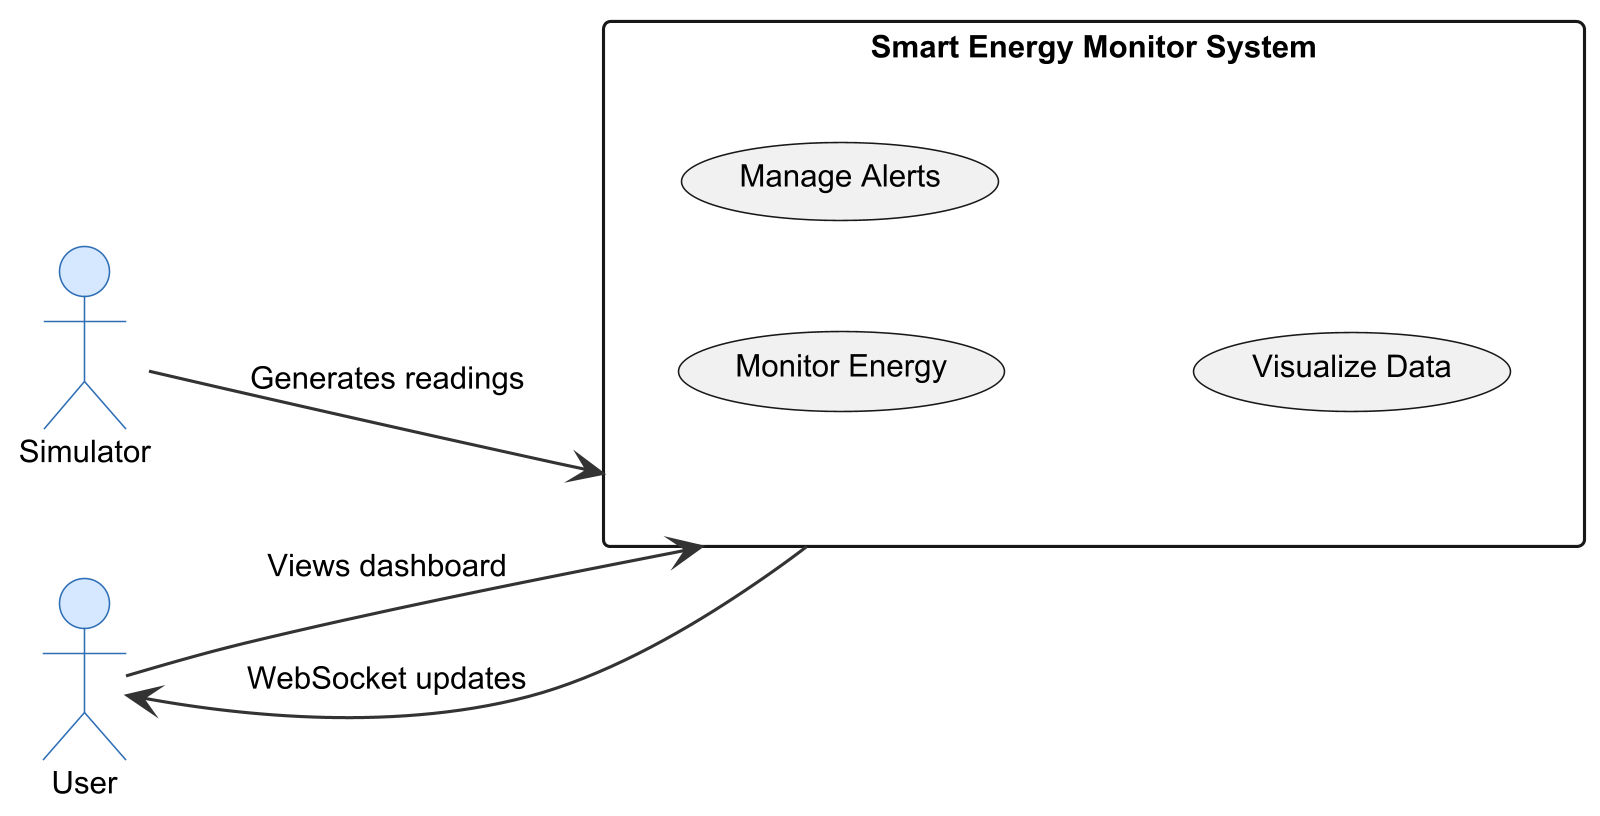 Smart Energy Monitor System
Manage Alerts
Monitor Energy
Visualize Data
Generates readings
Simulator
Views dashboard
WebSocket updates
User